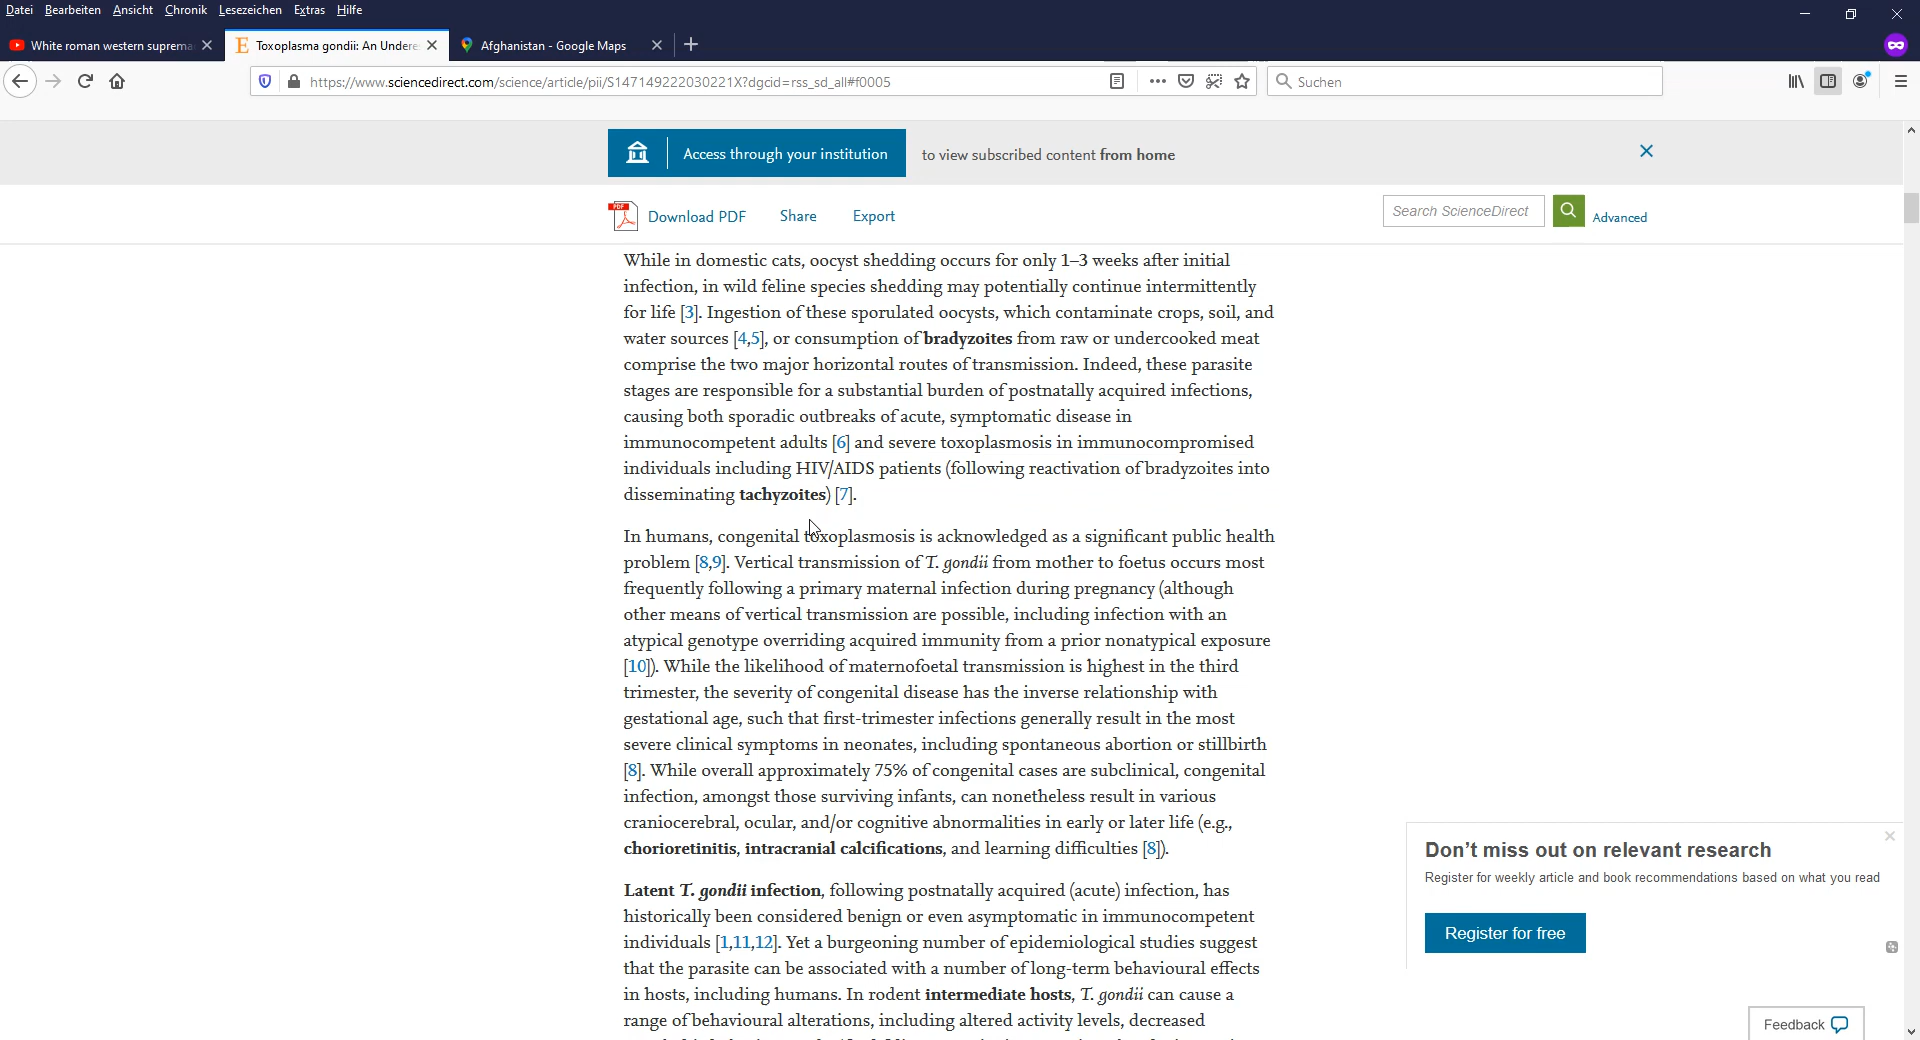 Datei Bearbeiten Ansicht Chronik Lesezeichen Extras Hilfe
White roman western suprema
Toxoplasma gondii: An Undere
Afghanistan - Google Maps
https://www.sciencedirect.com/science/article/pii/S147149222030221X?dgcid=rss_sd_all#f0005
Suchen
Access through your institution
to view subscribed content from home
PDF
Download PDF
Share
Export
Search ScienceDirect
Advanced
While in domestic cats, oocyst shedding occurs for only 1–3 weeks after initial
infection, in wild feline species shedding may potentially continue intermittently
for life [3]. Ingestion of these sporulated oocysts, which contaminate crops, soil, and
water sources [4,5], or consumption of bradyzoites from raw or undercooked meat
comprise the two major horizontal routes of transmission. Indeed, these parasite
stages are responsible for a substantial burden of postnatally acquired infections,
causing both sporadic outbreaks of acute, symptomatic disease in
immunocompetent adults [6] and severe toxoplasmosis in immunocompromised
individuals including HIV/AIDS patients (following reactivation of bradyzoites into
disseminating tachyzoites) [7].
In humans, congenital toxoplasmosis is acknowledged as a significant public health
problem [8,9]. Vertical transmission of T. gondii from mother to foetus occurs most
frequently following a primary maternal infection during pregnancy (although
other means of vertical transmission are possible, including infection with an
atypical genotype overriding acquired immunity from a prior nonatypical exposure
[10]). While the likelihood of maternofoetal transmission is highest in the third
trimester, the severity of congenital disease has the inverse relationship with
gestational age, such that first-trimester infections generally result in the most
severe clinical symptoms in neonates, including spontaneous abortion or stillbirth
[8]. While overall approximately 75% of congenital cases are subclinical, congenital
infection, amongst those surviving infants, can nonetheless result in various
craniocerebral, ocular, and/or cognitive abnormalities in early or later life (e.g.,
chorioretinitis, intracranial calcifications, and learning difficulties [8]).
Latent T. gondii infection, following postnatally acquired (acute) infection, has
historically been considered benign or even asymptomatic in immunocompetent
individuals [1,11,12]. Yet a burgeoning number of epidemiological studies suggest
that the parasite can be associated with a number of long-term behavioural effects
in hosts, including humans. In rodent intermediate hosts, T. gondii can cause a
range of behavioural alterations, including altered activity levels, decreased
Don't miss out on relevant research
Register for weekly article and book recommendations based on what you read
Register for free
Feedback